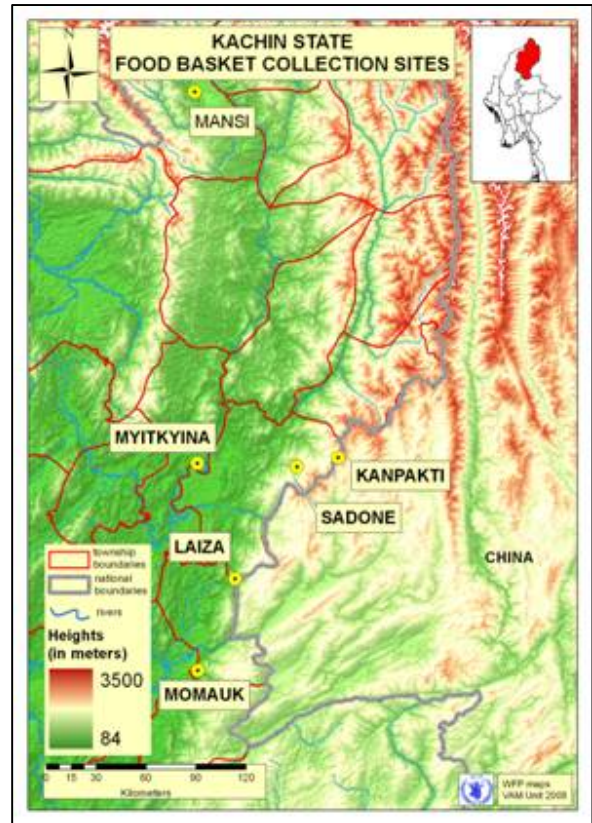 KACHIN STATE
FOOD BASKET COLLECTION SITES
N
MANSI
MYITKYINA
KANPAKTI
SADONE
LAIZA
CHINA
MOMAUK
township
boundaries
national
boundaries
rivers
Heights
(in meters)
3500
84
0 15 30 60 90 120
Kilometers
WFP maps
VAM Unit 2008